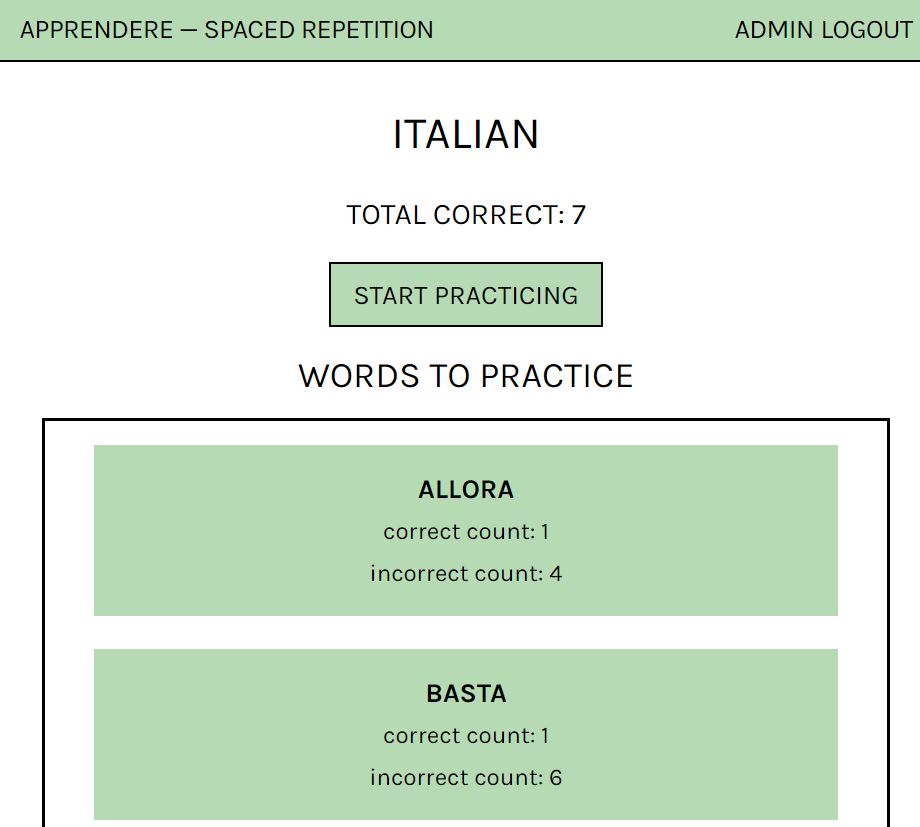 APPRENDERE — SPACED REPETITION ADMIN LOGOUT
ITALIAN
TOTAL CORRECT: 7
START PRACTICING
WORDS TO PRACTICE
ALLORA
correct count: 1
incorrect count: 4
BASTA
correct count: 1
incorrect count: 6